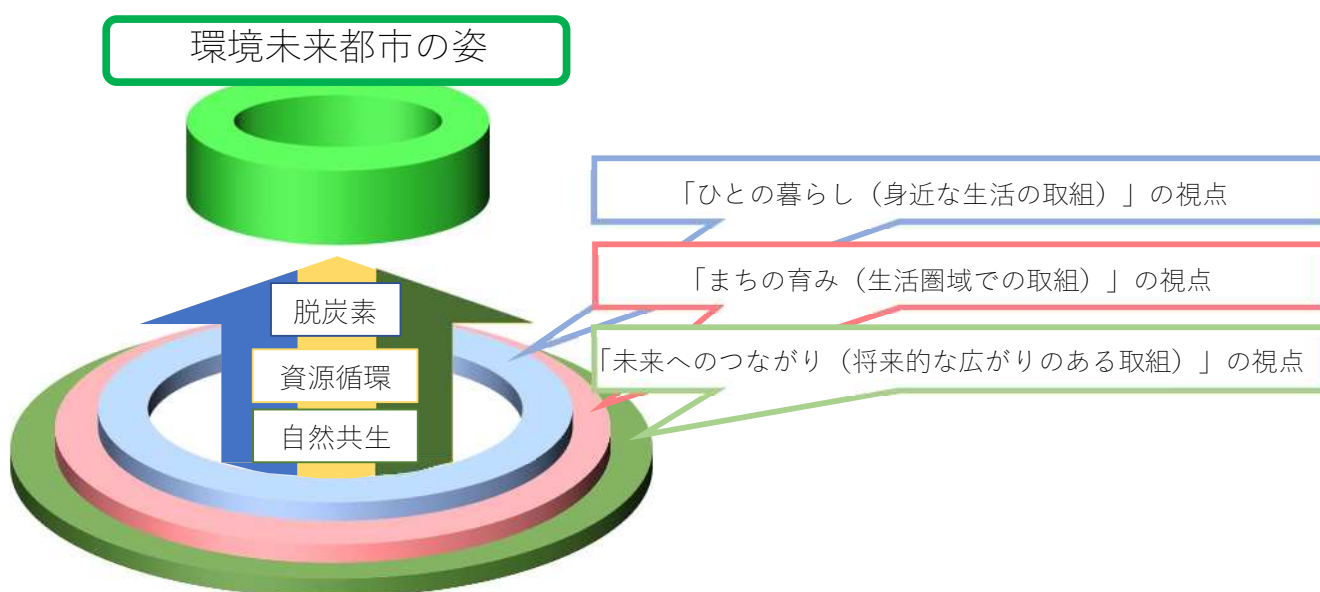 環境未来都市の姿
「ひとの暮らし（身近な生活の取組）」の視点
「まちの育み（生活圏域での取組）」の視点
「未来へのつながり（将来的な広がりのある取組）」の視点
脱炭素
資源循環
自然共生